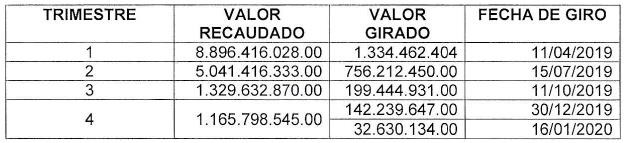 TRIMESTRE VALOR RECAUDADO VALOR GIRADO FECHA DE GIRO
1 8.896.416.028.00 1.334.462.404 11/04/2019
2 5.041.416.333.00 756.212.450.00 15/07/2019
3 1.329.632.870.00 199.444.931.00 11/10/2019
4 1.165.798.545.00 142.239.647.00 30/12/2019
32.630.134.00 16/01/2020